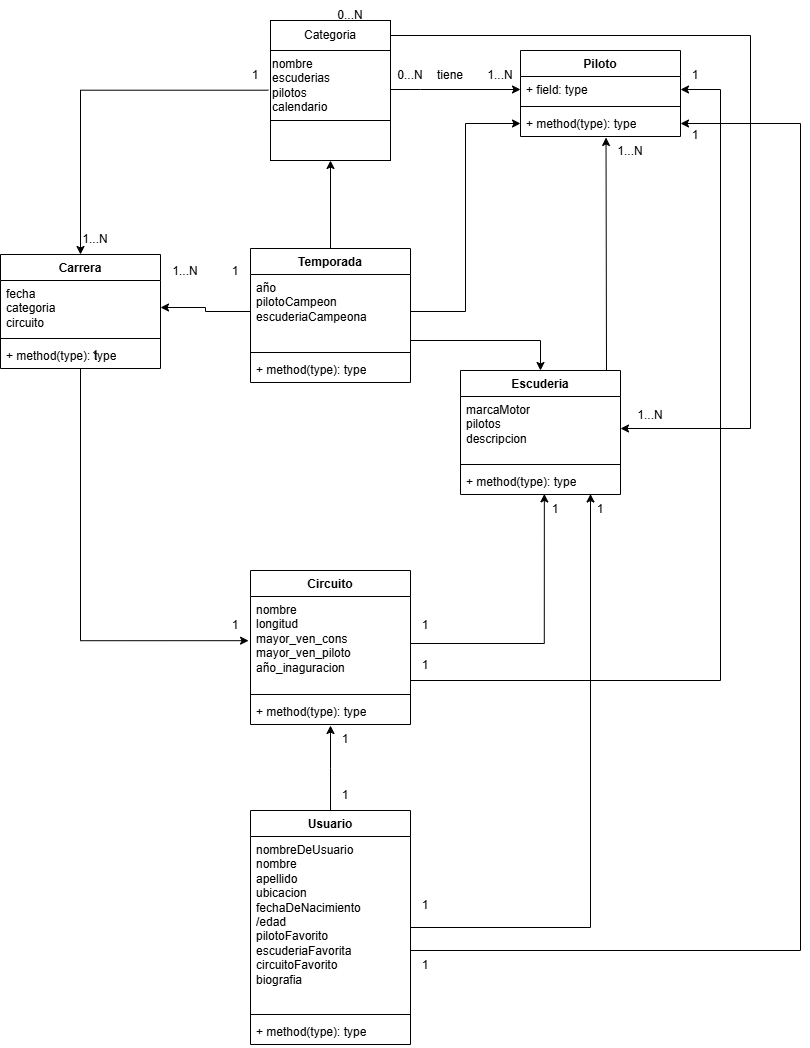 0...N
Categoria
nombre
escuderias
pilotos
calendario
1
0...N
tiene
1...N
Piloto
+ field: type
+ method(type): type
1
1
1...N
1...N
Carrera
fecha
categoria
circuito
+ method(type): type
1
1...N
1
Temporada
año
pilotoCampeon
escuderiaCampeona
+ method(type): type
Escuderia
marcaMotor
pilotos
descripcion
+ method(type): type
1...N
1
1
Circuito
nombre
longitud
mayor_ven_cons
mayor_ven_piloto
año_inaguracion
+ method(type): type
1
1
1
1
1
Usuario
nombreDeUsuario
nombre
apellido
ubicacion
fechaDeNacimiento
/edad
pilotoFavorito
escuderiaFavorita
circuitoFavorito
biografia
+ method(type): type
1
1